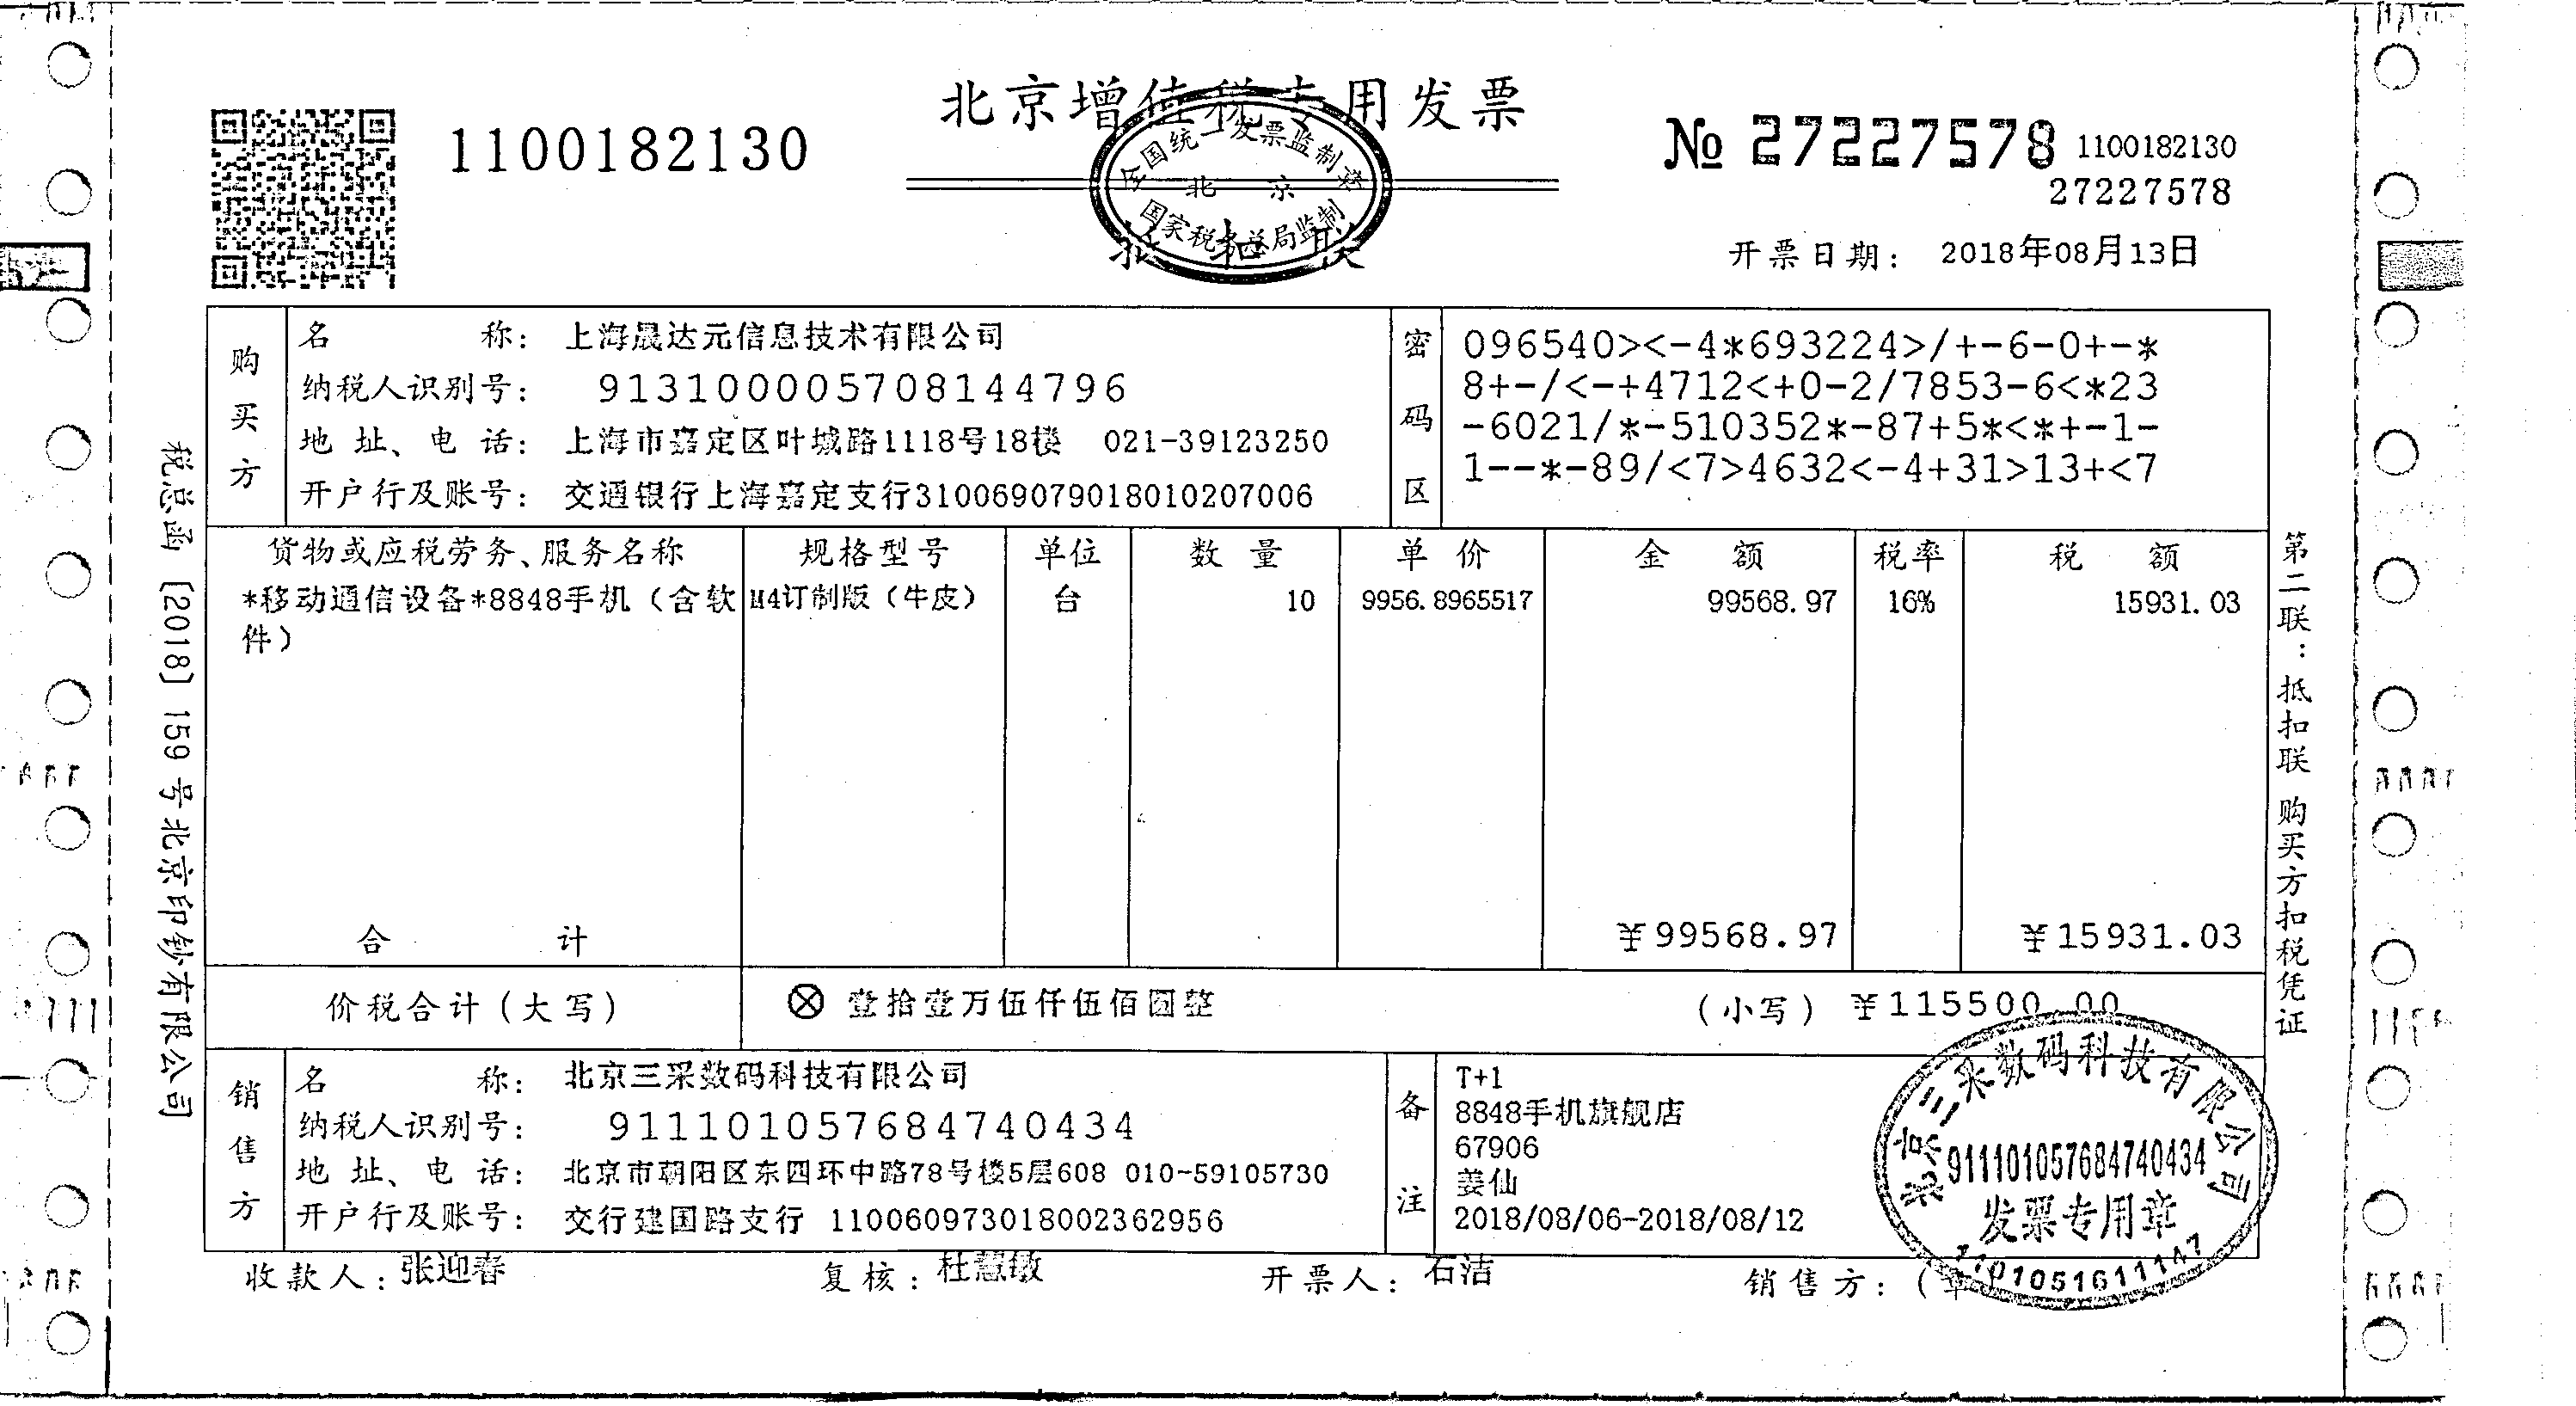 北京增值税专用发票
1100182130
№ 27227578
1100182130
27227578
全国统一发票监制章
北京
国家税务总局监制
抵扣联
开票日期： 2018年08月13日
购买方
名称： 上海晟达元信息技术有限公司
纳税人识别号： 913100005708144796
地址、电话： 上海市嘉定区叶城路1118号18楼 021-39123250
开户行及账号： 交通银行上海嘉定支行310069079018010207006
密码区
096540><-4*693224>/+-6-0+-*
8+-/<-+4712<+0-2/7853-6<*23
-6021/*-510352*-87+5*<*+-1-
1--*-89/<7>4632<-4+31>13+<7
货物或应税劳务、服务名称 规格型号 单位 数量 单价 金额 税率 税额
*移动通信设备*8848手机（含软 M4订制版（牛皮） 台 10 9956.8965517 99568.97 16% 15931.03
件）
合计 ￥99568.97 ￥15931.03
价税合计（大写） ⊗ 壹拾壹万伍仟伍佰圆整 （小写） ￥115500.00
销售方
名称： 北京三采数码科技有限公司
纳税人识别号： 911101057684740434
地址、电话： 北京市朝阳区东四环中路78号楼5层608 010-59105730
开户行及账号： 交行建国路支行 110060973018002362956
备注
T+1
8848手机旗舰店
67906
姜仙
2018/08/06-2018/08/12
收款人：张迎春 复核：杜慧敏 开票人：石洁 销售方：（章）
北京三采数码科技有限公司
911101057684740434
发票专用章
1101051611147
税总函〔2018〕159号北京印钞有限公司
第二联：抵扣联 购买方扣税凭证